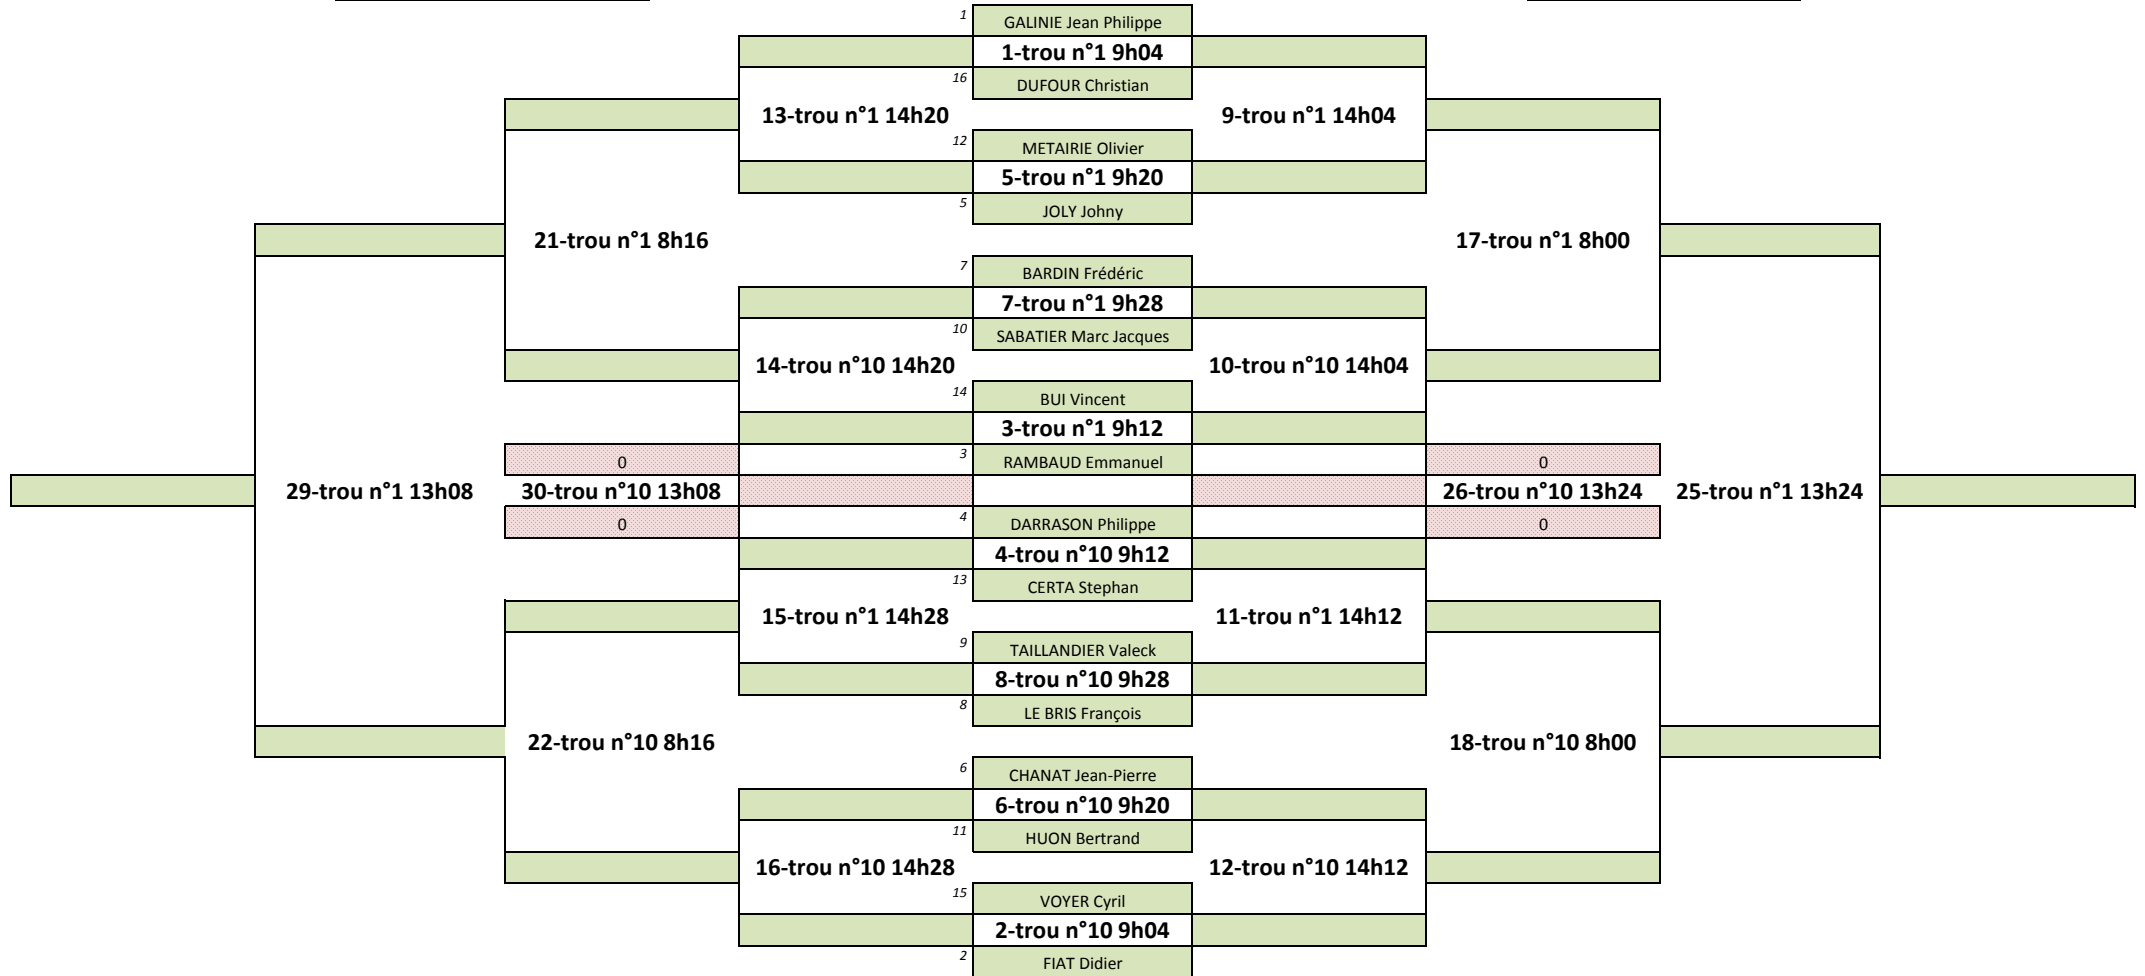 1
GALINIE Jean Philippe
1-trou n°1 9h04
16
DUFOUR Christian
13-trou n°1 14h20
9-trou n°1 14h04
12
METAIRIE Olivier
5-trou n°1 9h20
5
JOLY Johny
21-trou n°1 8h16
17-trou n°1 8h00
7
BARDIN Frédéric
7-trou n°1 9h28
10
SABATIER Marc Jacques
14-trou n°10 14h20
10-trou n°10 14h04
14
BUI Vincent
3-trou n°1 9h12
0
3
RAMBAUD Emmanuel
0
29-trou n°1 13h08
30-trou n°10 13h08
26-trou n°10 13h24
25-trou n°1 13h24
0
4
DARRASON Philippe
0
4-trou n°10 9h12
13
CERTA Stephan
15-trou n°1 14h28
11-trou n°1 14h12
9
TAILLANDIER Valeck
8-trou n°10 9h28
8
LE BRIS François
22-trou n°10 8h16
18-trou n°10 8h00
6
CHANAT Jean-Pierre
6-trou n°10 9h20
11
HUON Bertrand
16-trou n°10 14h28
12-trou n°10 14h12
15
VOYER Cyril
2-trou n°10 9h04
2
FIAT Didier